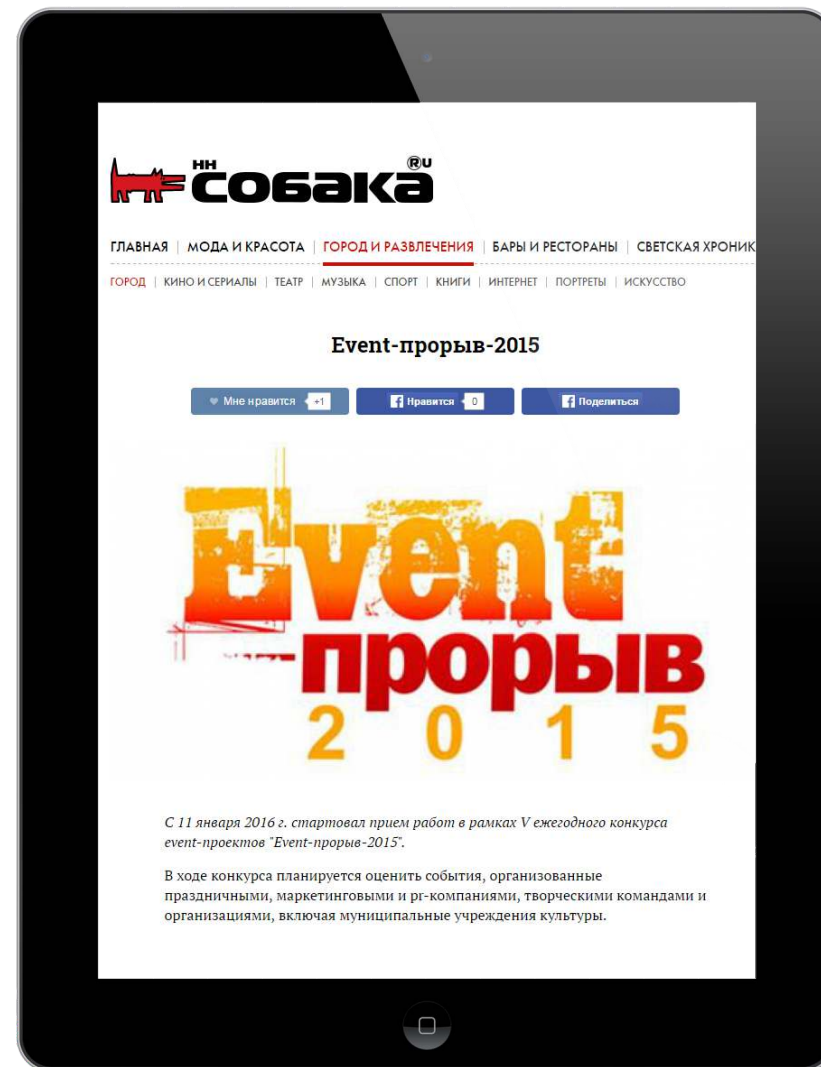 НН
СОБАКА ®RU
ГЛАВНАЯ | МОДА И КРАСОТА | ГОРОД И РАЗВЛЕЧЕНИЯ | БАРЫ И РЕСТОРАНЫ | СВЕТСКАЯ ХРОНИК
ГОРОД | КИНО И СЕРИАЛЫ | ТЕАТР | МУЗЫКА | СПОРТ | КНИГИ | ИНТЕРНЕТ | ПОРТРЕТЫ | ИСКУССТВО
Event-прорыв-2015
Мне нравится +1 Нравится 0 Поделиться
Event
прорыв
2015
С 11 января 2016 г. стартовал прием работ в рамках V ежегодного конкурса
event-проектов "Event-прорыв-2015".
В ходе конкурса планируется оценить события, организованные
праздничными, маркетинговыми и pr-компаниями, творческими командами и
организациями, включая муниципальные учреждения культуры.